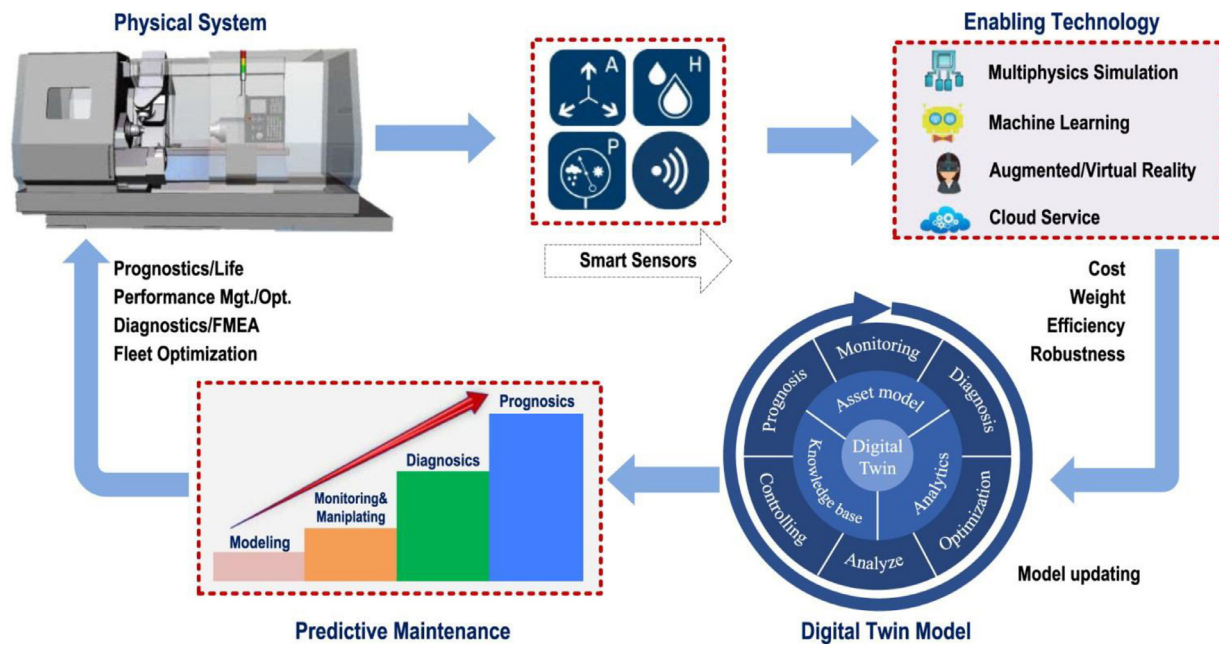 Physical System
Enabling Technology
A
H
P
Smart Sensors
Multiphysics Simulation
Machine Learning
Augmented/Virtual Reality
Cloud Service
Prognostics/Life
Performance Mgt./Opt.
Diagnostics/FMEA
Fleet Optimization
Cost
Weight
Efficiency
Robustness
Monitoring
Diagnosis
Optimization
Analyze
Controlling
Prognosis
Asset model
Analytics
Knowledge base
Digital
Twin
Model updating
Prognosics
Diagnosics
Monitoring&
Maniplating
Modeling
Predictive Maintenance
Digital Twin Model